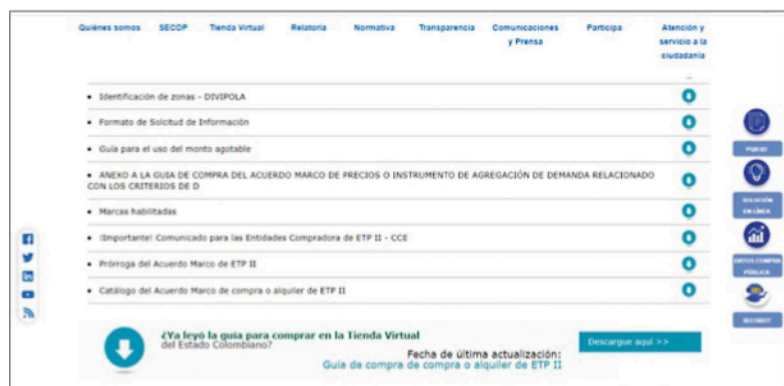 Quiénes somos SECOP Tienda Virtual Relatoría Normativa Transparencia Comunicaciones y Prensa Participa Atención y servicio a la ciudadanía
Identificación de zonas - DIVIPOLA
Formato de Solicitud de Información
Guía para el uso del monto agotable
ANEXO A LA GUIA DE COMPRA DEL ACUERDO MARCO DE PRECIOS O INSTRUMENTO DE AGREGACIÓN DE DEMANDA RELACIONADO
CON LOS CRITERIOS DE D
Marcas habilitadas
!Importante! Comunicado para las Entidades Compradora de ETP II - CCE
Prórroga del Acuerdo Marco de ETP II
Catálogo del Acuerdo Marco de compra o alquiler de ETP II
¿Ya leyó la guía para comprar en la Tienda Virtual
del Estado Colombiano?
Fecha de última actualización:
Guía de compra de compra o alquiler de ETP II
Descargue aquí >>
PQRSD
SOLUCIÓN
EN LÍNEA
DATOS COMPRA
PÚBLICA
SECOBOT